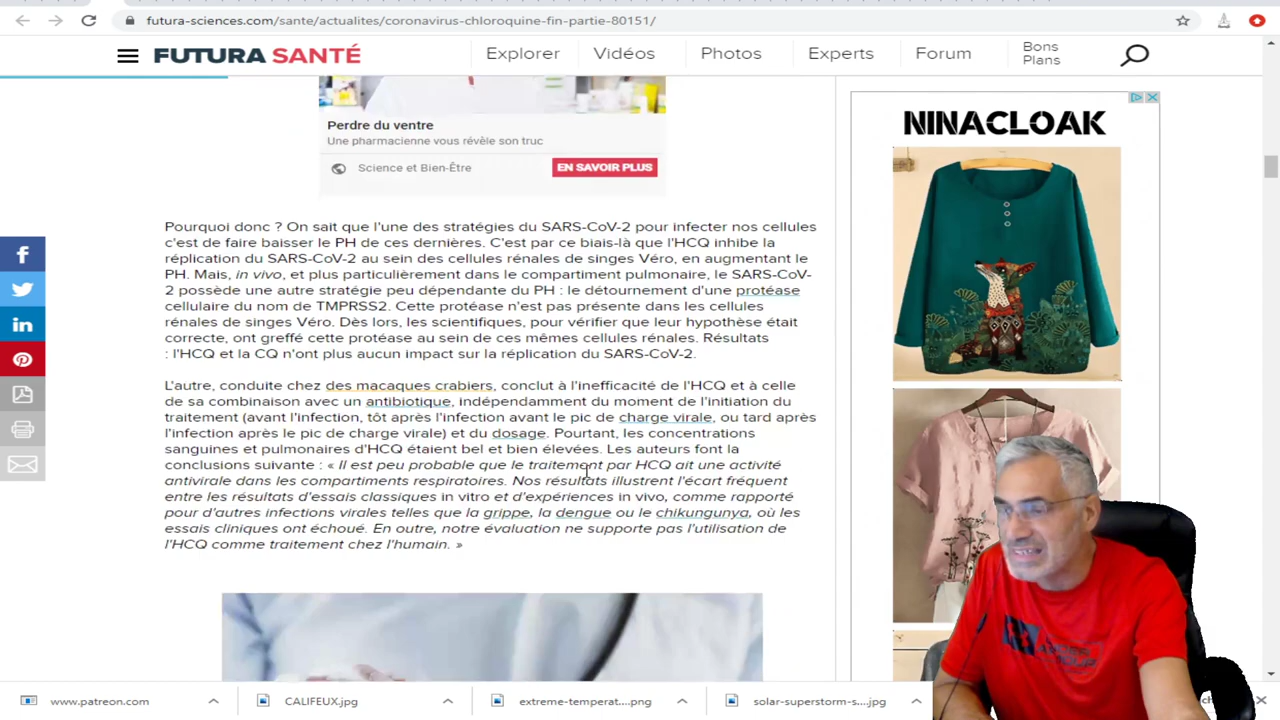 futura-sciences.com/sante/actualites/coronavirus-chloroquine-fin-partie-80151/
FUTURA SANTÉ
Explorer
Vidéos
Photos
Experts
Forum
Bons
Plans
Perdre du ventre
Une pharmacienne vous révèle son truc
Science et Bien-Être
EN SAVOIR PLUS
NINACLOAK
Pourquoi donc ? On sait que l'une des stratégies du SARS-CoV-2 pour infecter nos cellules
c'est de faire baisser le PH de ces dernières. C'est par ce biais-là que l'HCQ inhibe la
réplication du SARS-CoV-2 au sein des cellules rénales de singes Véro, en augmentant le
PH. Mais, in vivo, et plus particulièrement dans le compartiment pulmonaire, le SARS-CoV-
2 possède une autre stratégie peu dépendante du PH : le détournement d'une protéase
cellulaire du nom de TMPRSS2. Cette protéase n'est pas présente dans les cellules
rénales de singes Véro. Dès lors, les scientifiques, pour vérifier que leur hypothèse était
correcte, ont greffé cette protéase au sein de ces mêmes cellules rénales. Résultats
: l'HCQ et la CQ n'ont plus aucun impact sur la réplication du SARS-CoV-2.
L'autre, conduite chez des macaques crabiers, conclut à l'inefficacité de l'HCQ et à celle
de sa combinaison avec un antibiotique, indépendamment du moment de l'initiation du
traitement (avant l'infection, tôt après l'infection avant le pic de charge virale, ou tard après
l'infection après le pic de charge virale) et du dosage. Pourtant, les concentrations
sanguines et pulmonaires d'HCQ étaient bel et bien élevées. Les auteurs font la
conclusions suivante : « Il est peu probable que le traitement par HCQ ait une activité
antivirale dans les compartiments respiratoires. Nos résultats illustrent l'écart fréquent
entre les résultats d'essais classiques in vitro et d'expériences in vivo, comme rapporté
pour d'autres infections virales telles que la grippe, la dengue ou le chikungunya, où les
essais cliniques ont échoué. En outre, notre évaluation ne supporte pas l'utilisation de
l'HCQ comme traitement chez l'humain. »
www.patreon.com
CALIFEUX.jpg
extreme-temperat....png
solar-superstorm-s....jpg